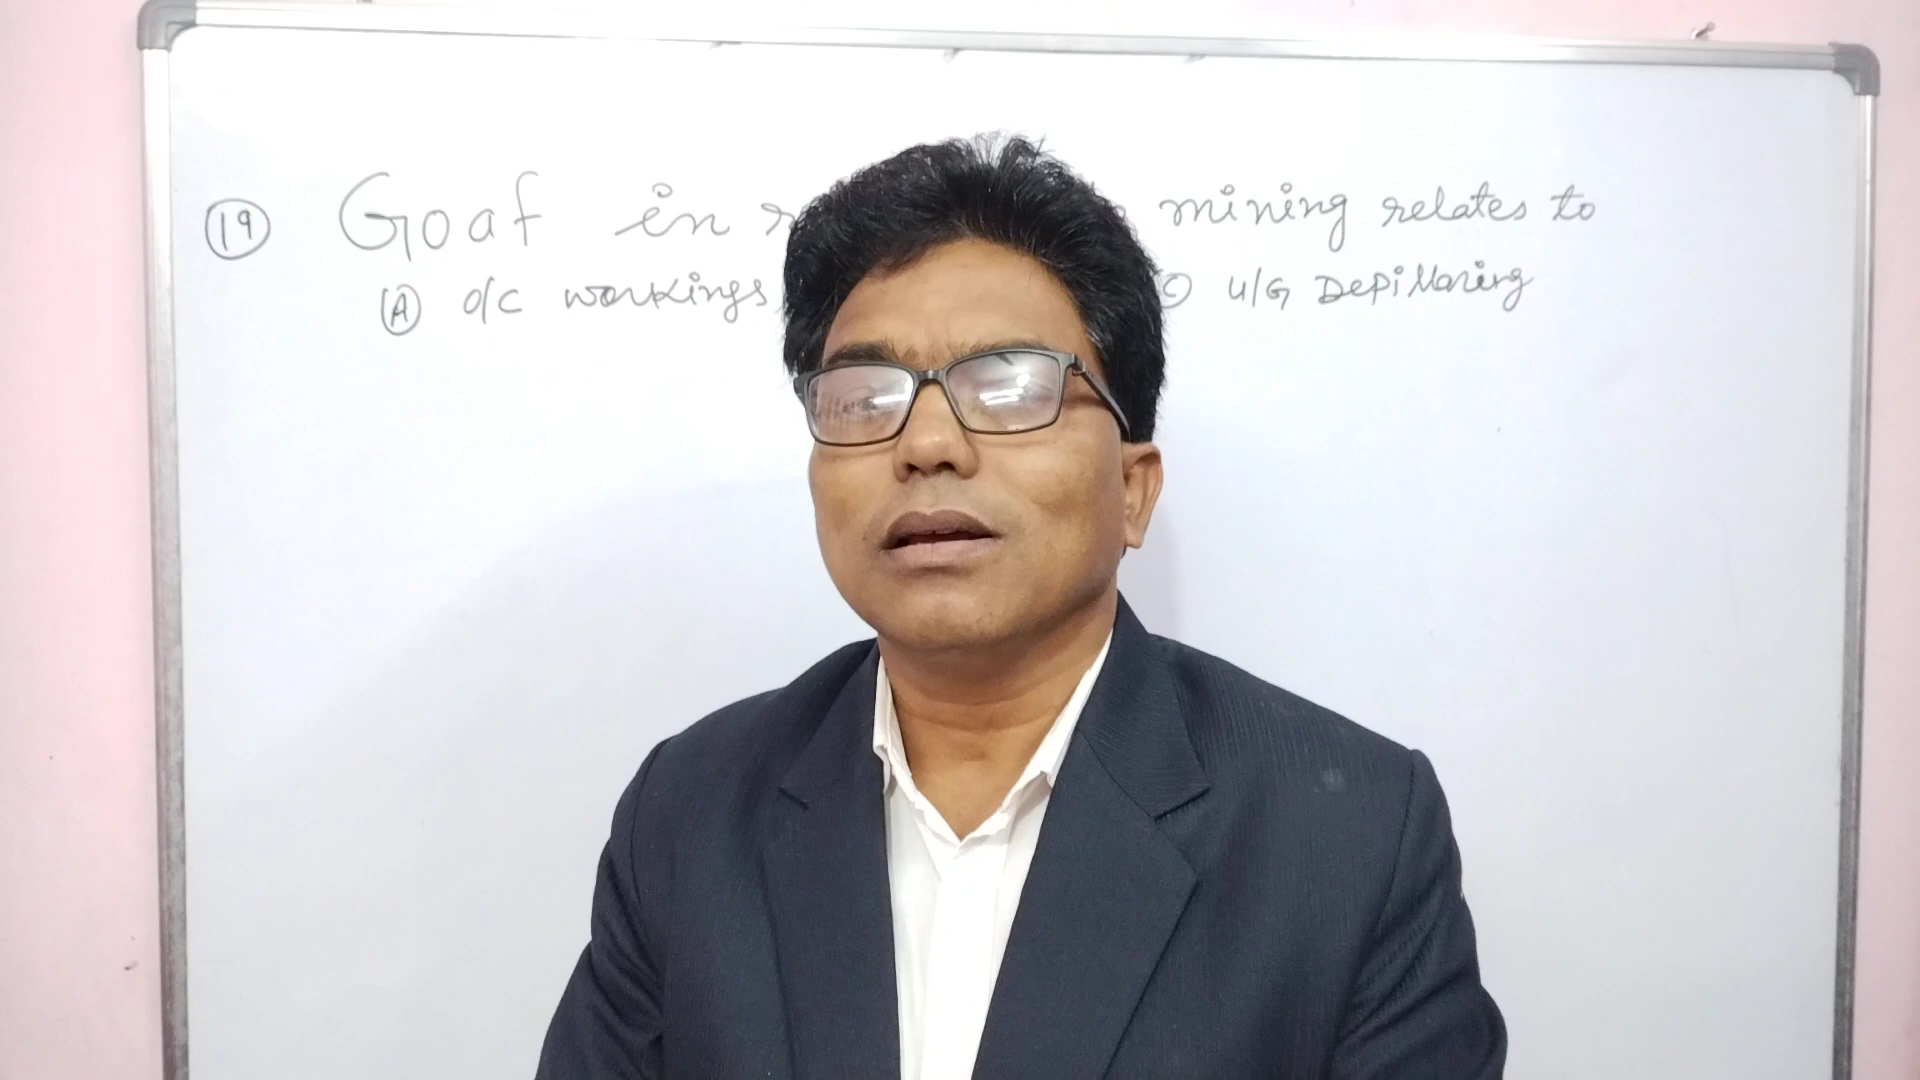 19 Goaf in mining relates to
A O/C workings C U/G Depillaring